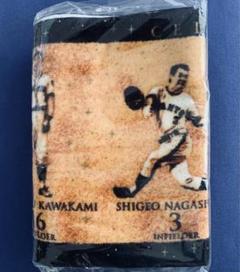 KAWAKAMI
6
SHIGEO NAGASH
3
INFIELDER